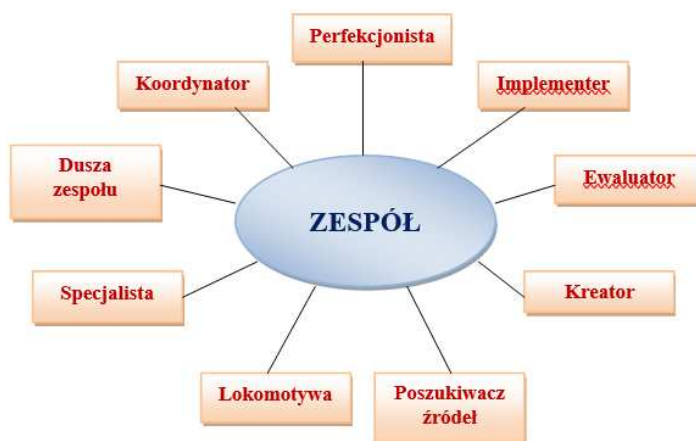 Perfekcjonista
Koordynator
Implementer
Dusza
zespołu
Ewaluator
ZESPÓŁ
Specjalista
Kreator
Lokomotywa
Poszukiwacz
źródeł